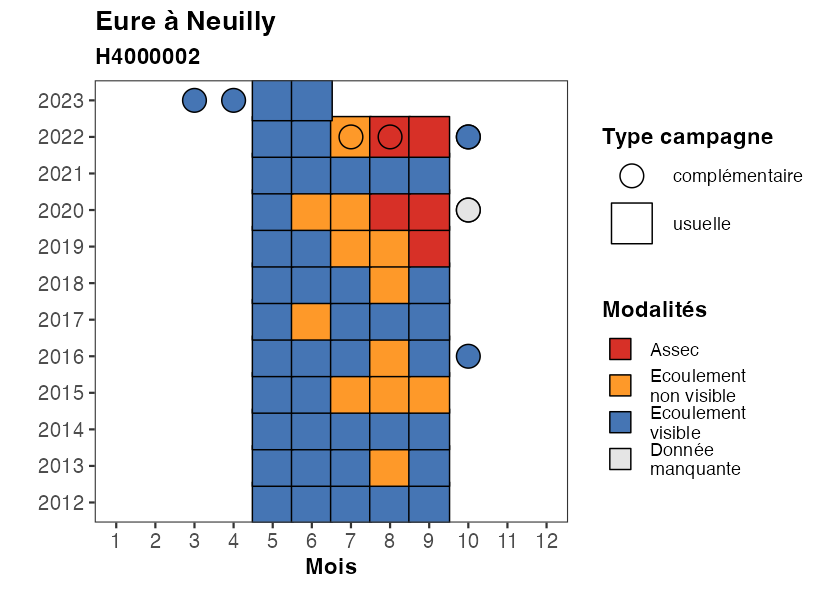 Eure à Neuilly
H4000002
2023
2022
2021
2020
2019
2018
2017
2016
2015
2014
2013
2012
1 2 3 4 5 6 7 8 9 10 11 12
Mois
Type campagne
complémentaire
usuelle
Modalités
Assec
Ecoulement
non visible
Ecoulement
visible
Donnée
manquante